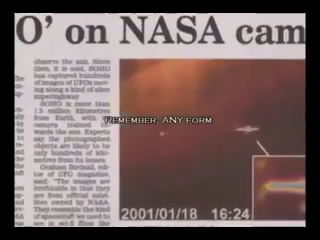 O' on NASA cam
observe the sun. Since
then, it is said, SOHO
has captured hundreds
of images of UFOs mov-
ing along a kind of alien
superhighway
SOHO is more than
1.5 million kilometres
from Earth, with its
camera trained to-
wards the sun. Experts
say the photographed
objects are likely to be
only hundreds of kilo-
metres from its lenses.
Graham Birdsall, edi-
tor of UFO magazine,
said: "The images are
irrefutable in that they
are from official satel-
lites owned by NASA.
They resemble the kind
of spacecraft we used to
see in sci-fi films like
REMEMBER, ANY FORM
2001/01/18 16:24